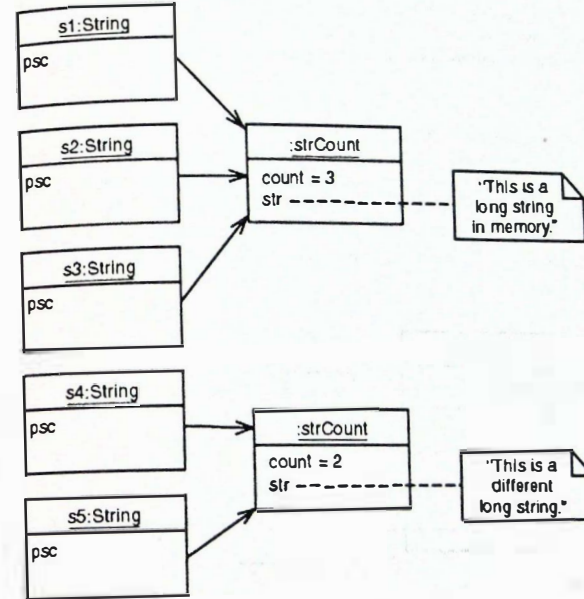 s1:String
psc
s2:String
psc
s3:String
psc
:strCount
count = 3
str
"This is a
long string
in memory."
s4:String
psc
s5:String
psc
:strCount
count = 2
str
"This is a
different
long string."